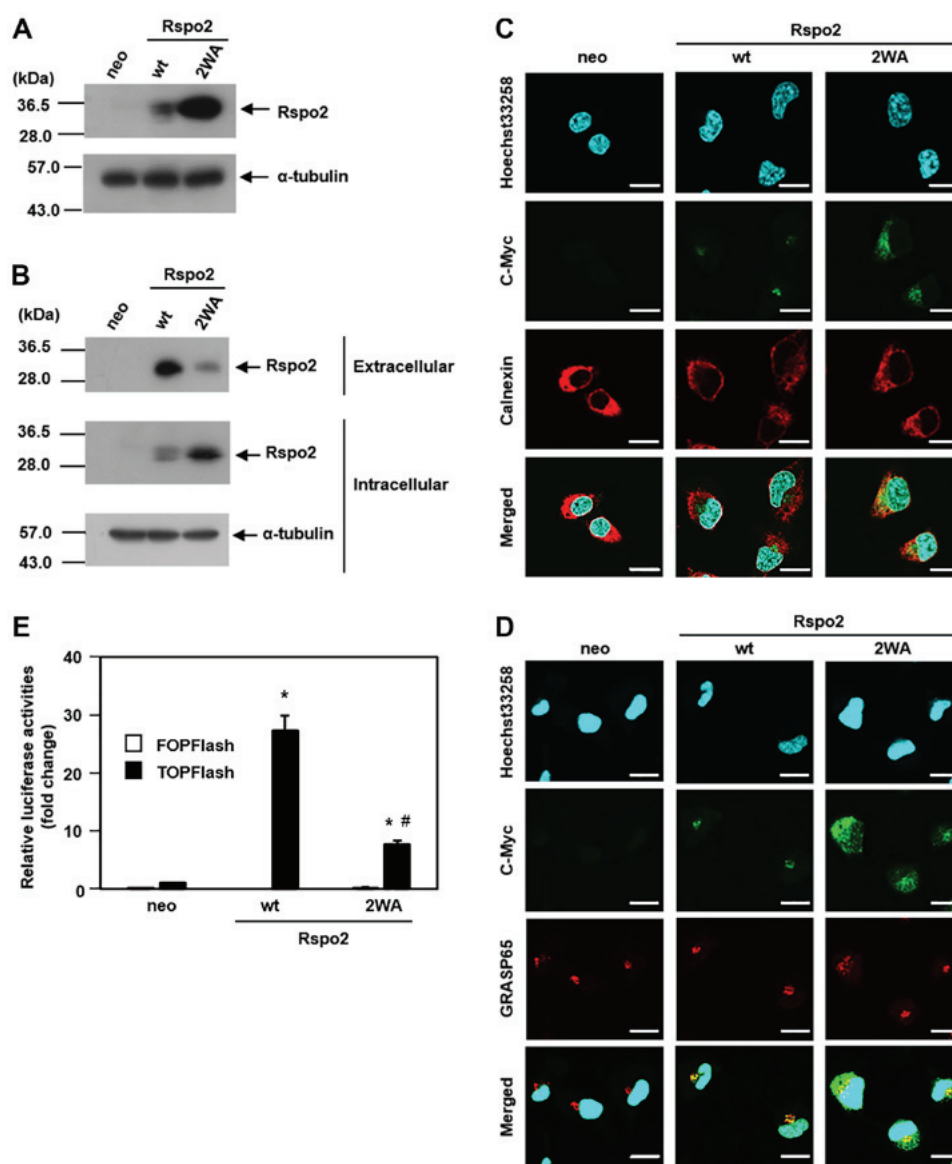 A
Rspo2
neo
wt
2WA
(kDa)
36.5
28.0
Rspo2
57.0
43.0
α-tubulin
B
Rspo2
neo
wt
2WA
(kDa)
36.5
28.0
Rspo2
Extracellular
36.5
28.0
Rspo2
Intracellular
57.0
43.0
α-tubulin
E
Relative luciferase activities
(fold change)
40
30
20
10
0
FOPFlash
TOPFlash
*
* #
neo
wt
2WA
Rspo2
C
Rspo2
neo
wt
2WA
Hoechst33258
C-Myc
Calnexin
Merged
D
Rspo2
neo
wt
2WA
Hoechst33258
C-Myc
GRASP65
Merged